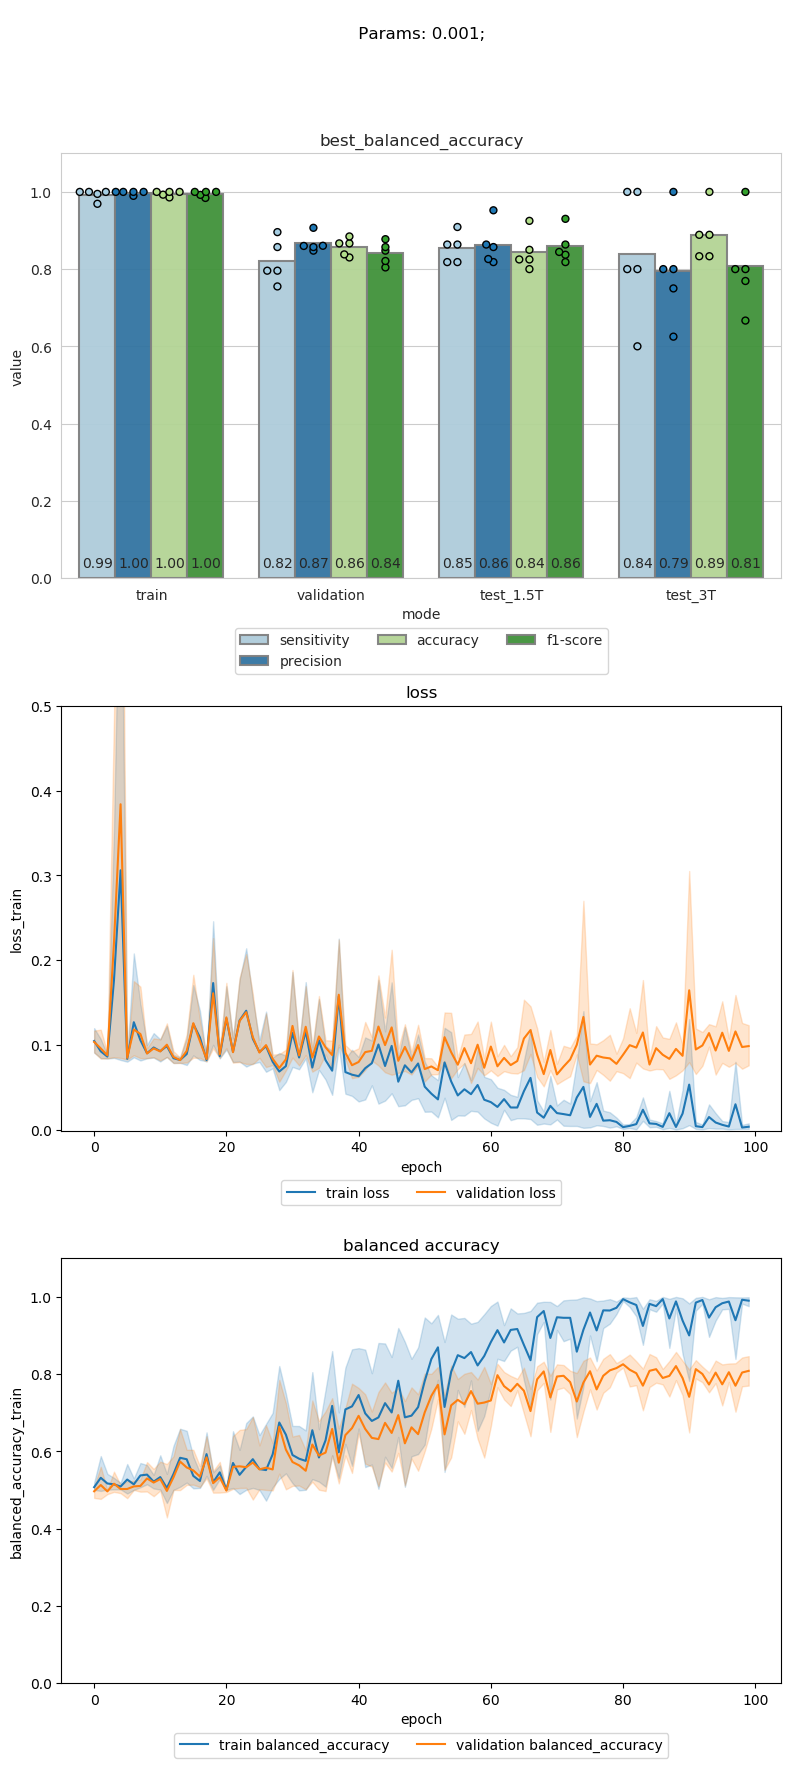 Params: 0.001;
best_balanced_accuracy
1.0
0.8
0.6
0.4
0.2
0.0
value
0.99 1.00 1.00 1.00 0.82 0.87 0.86 0.84 0.85 0.86 0.84 0.86 0.84 0.79 0.89 0.81
train validation test_1.5T test_3T
mode
sensitivity accuracy f1-score
precision
loss
0.5
0.4
0.3
0.2
0.1
0.0
loss_train
0 20 40 60 80 100
epoch
train loss validation loss
balanced accuracy
1.0
0.8
0.6
0.4
0.2
0.0
balanced_accuracy_train
0 20 40 60 80 100
epoch
train balanced_accuracy validation balanced_accuracy